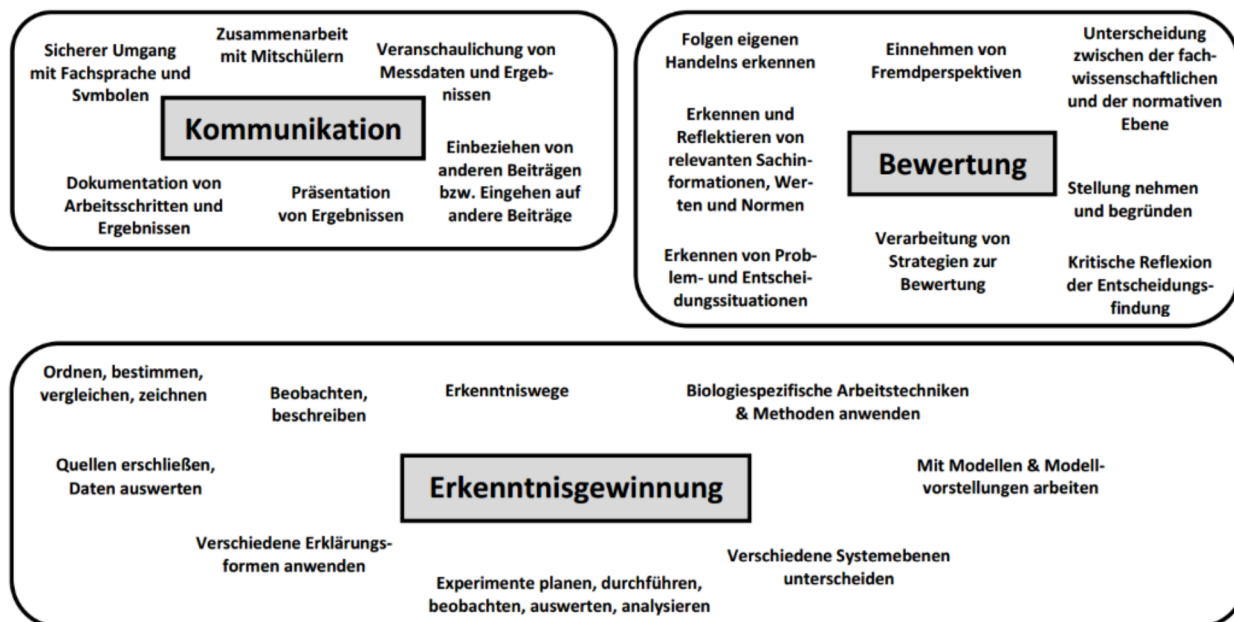 Sicherer Umgang
mit Fachsprache und
Symbolen
Zusammenarbeit
mit Mitschülern
Veranschaulichung von
Messdaten und Ergeb-
nissen
Kommunikation
Dokumentation von
Arbeitsschritten und
Ergebnissen
Präsentation
von Ergebnissen
Einbeziehen von
anderen Beiträgen
bzw. Eingehen auf
andere Beiträge
Folgen eigenen
Handelns erkennen
Einnehmen von
Fremdperspektiven
Unterscheidung
zwischen der fach-
wissenschaftlichen
und der normativen
Ebene
Erkennen und
Reflektieren von
relevanten Sachin-
formationen, Wer-
ten und Normen
Bewertung
Stellung nehmen
und begründen
Erkennen von Prob-
lem- und Entschei-
dungssituationen
Verarbeitung von
Strategien zur
Bewertung
Kritische Reflexion
der Entscheidungs-
findung
Ordnen, bestimmen,
vergleichen, zeichnen
Beobachten,
beschreiben
Erkenntniswege
Biologiespezifische Arbeitstechniken
& Methoden anwenden
Quellen erschließen,
Daten auswerten
Erkenntnisgewinnung
Mit Modellen & Modell-
vorstellungen arbeiten
Verschiedene Erklärungs-
formen anwenden
Experimente planen, durchführen,
beobachten, auswerten, analysieren
Verschiedene Systemebenen
unterscheiden